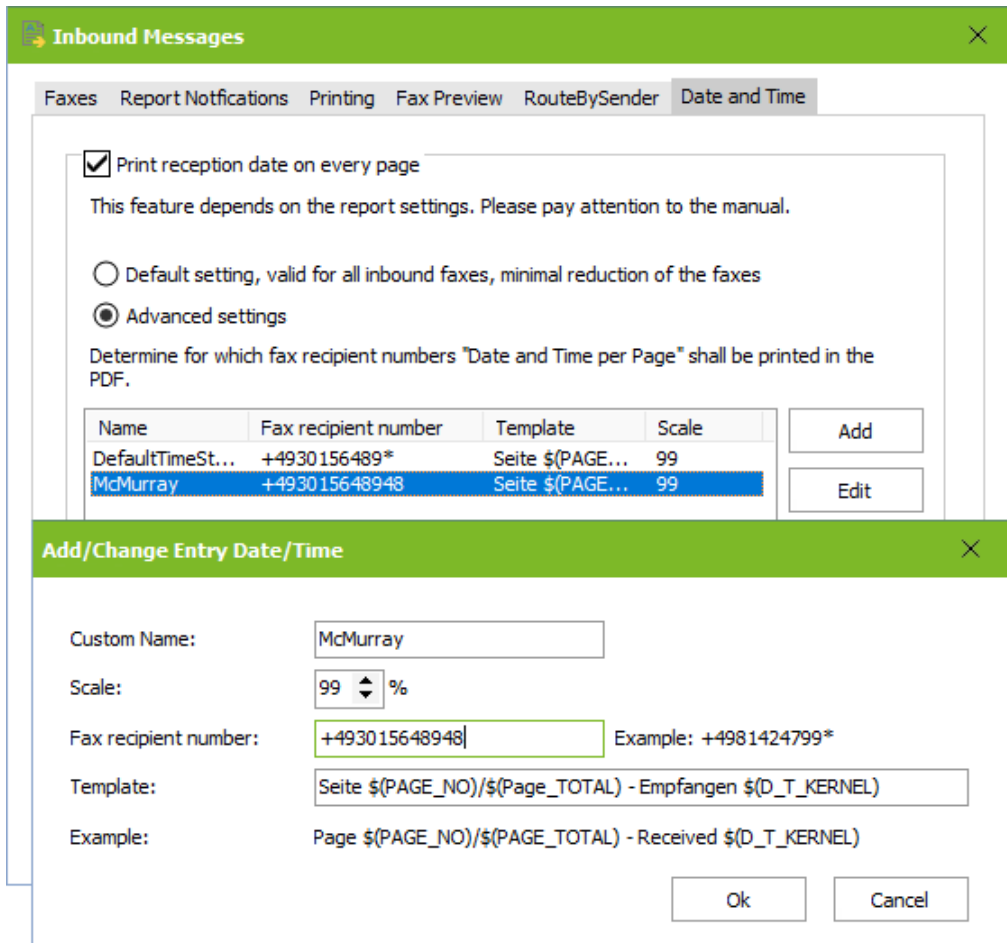 Inbound Messages
Faxes Report Notfications Printing Fax Preview RouteBySender Date and Time
Print reception date on every page
This feature depends on the report settings. Please pay attention to the manual.
Default setting, valid for all inbound faxes, minimal reduction of the faxes
Advanced settings
Determine for which fax recipient numbers "Date and Time per Page" shall be printed in the
PDF.
Name Fax recipient number Template Scale
DefaultTimeSt... +4930156489* Seite $(PAGE... 99
McMurray +493015648948 Seite $(PAGE... 99
Add
Edit
Add/Change Entry Date/Time
Custom Name: McMurray
Scale: 99 %
Fax recipient number: +493015648948 Example: +4981424799*
Template: Seite $(PAGE_NO)/$(Page_TOTAL) - Empfangen $(D_T_KERNEL)
Example: Page $(PAGE_NO)/$(PAGE_TOTAL) - Received $(D_T_KERNEL)
Ok Cancel